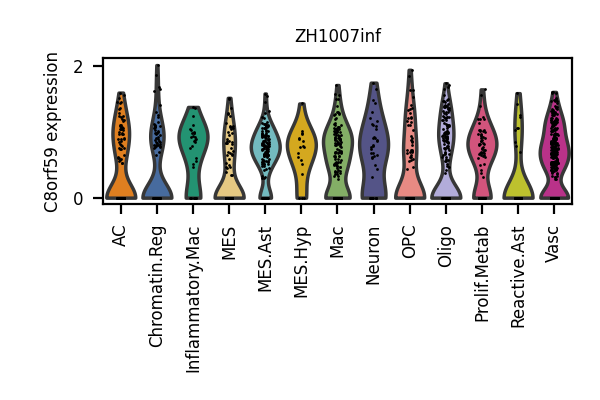 ZH1007inf
C8orf59 expression
2
0
AC
Chromatin.Reg
Inflammatory.Mac
MES
MES.Ast
MES.Hyp
Mac
Neuron
OPC
Oligo
Prolif.Metab
Reactive.Ast
Vasc